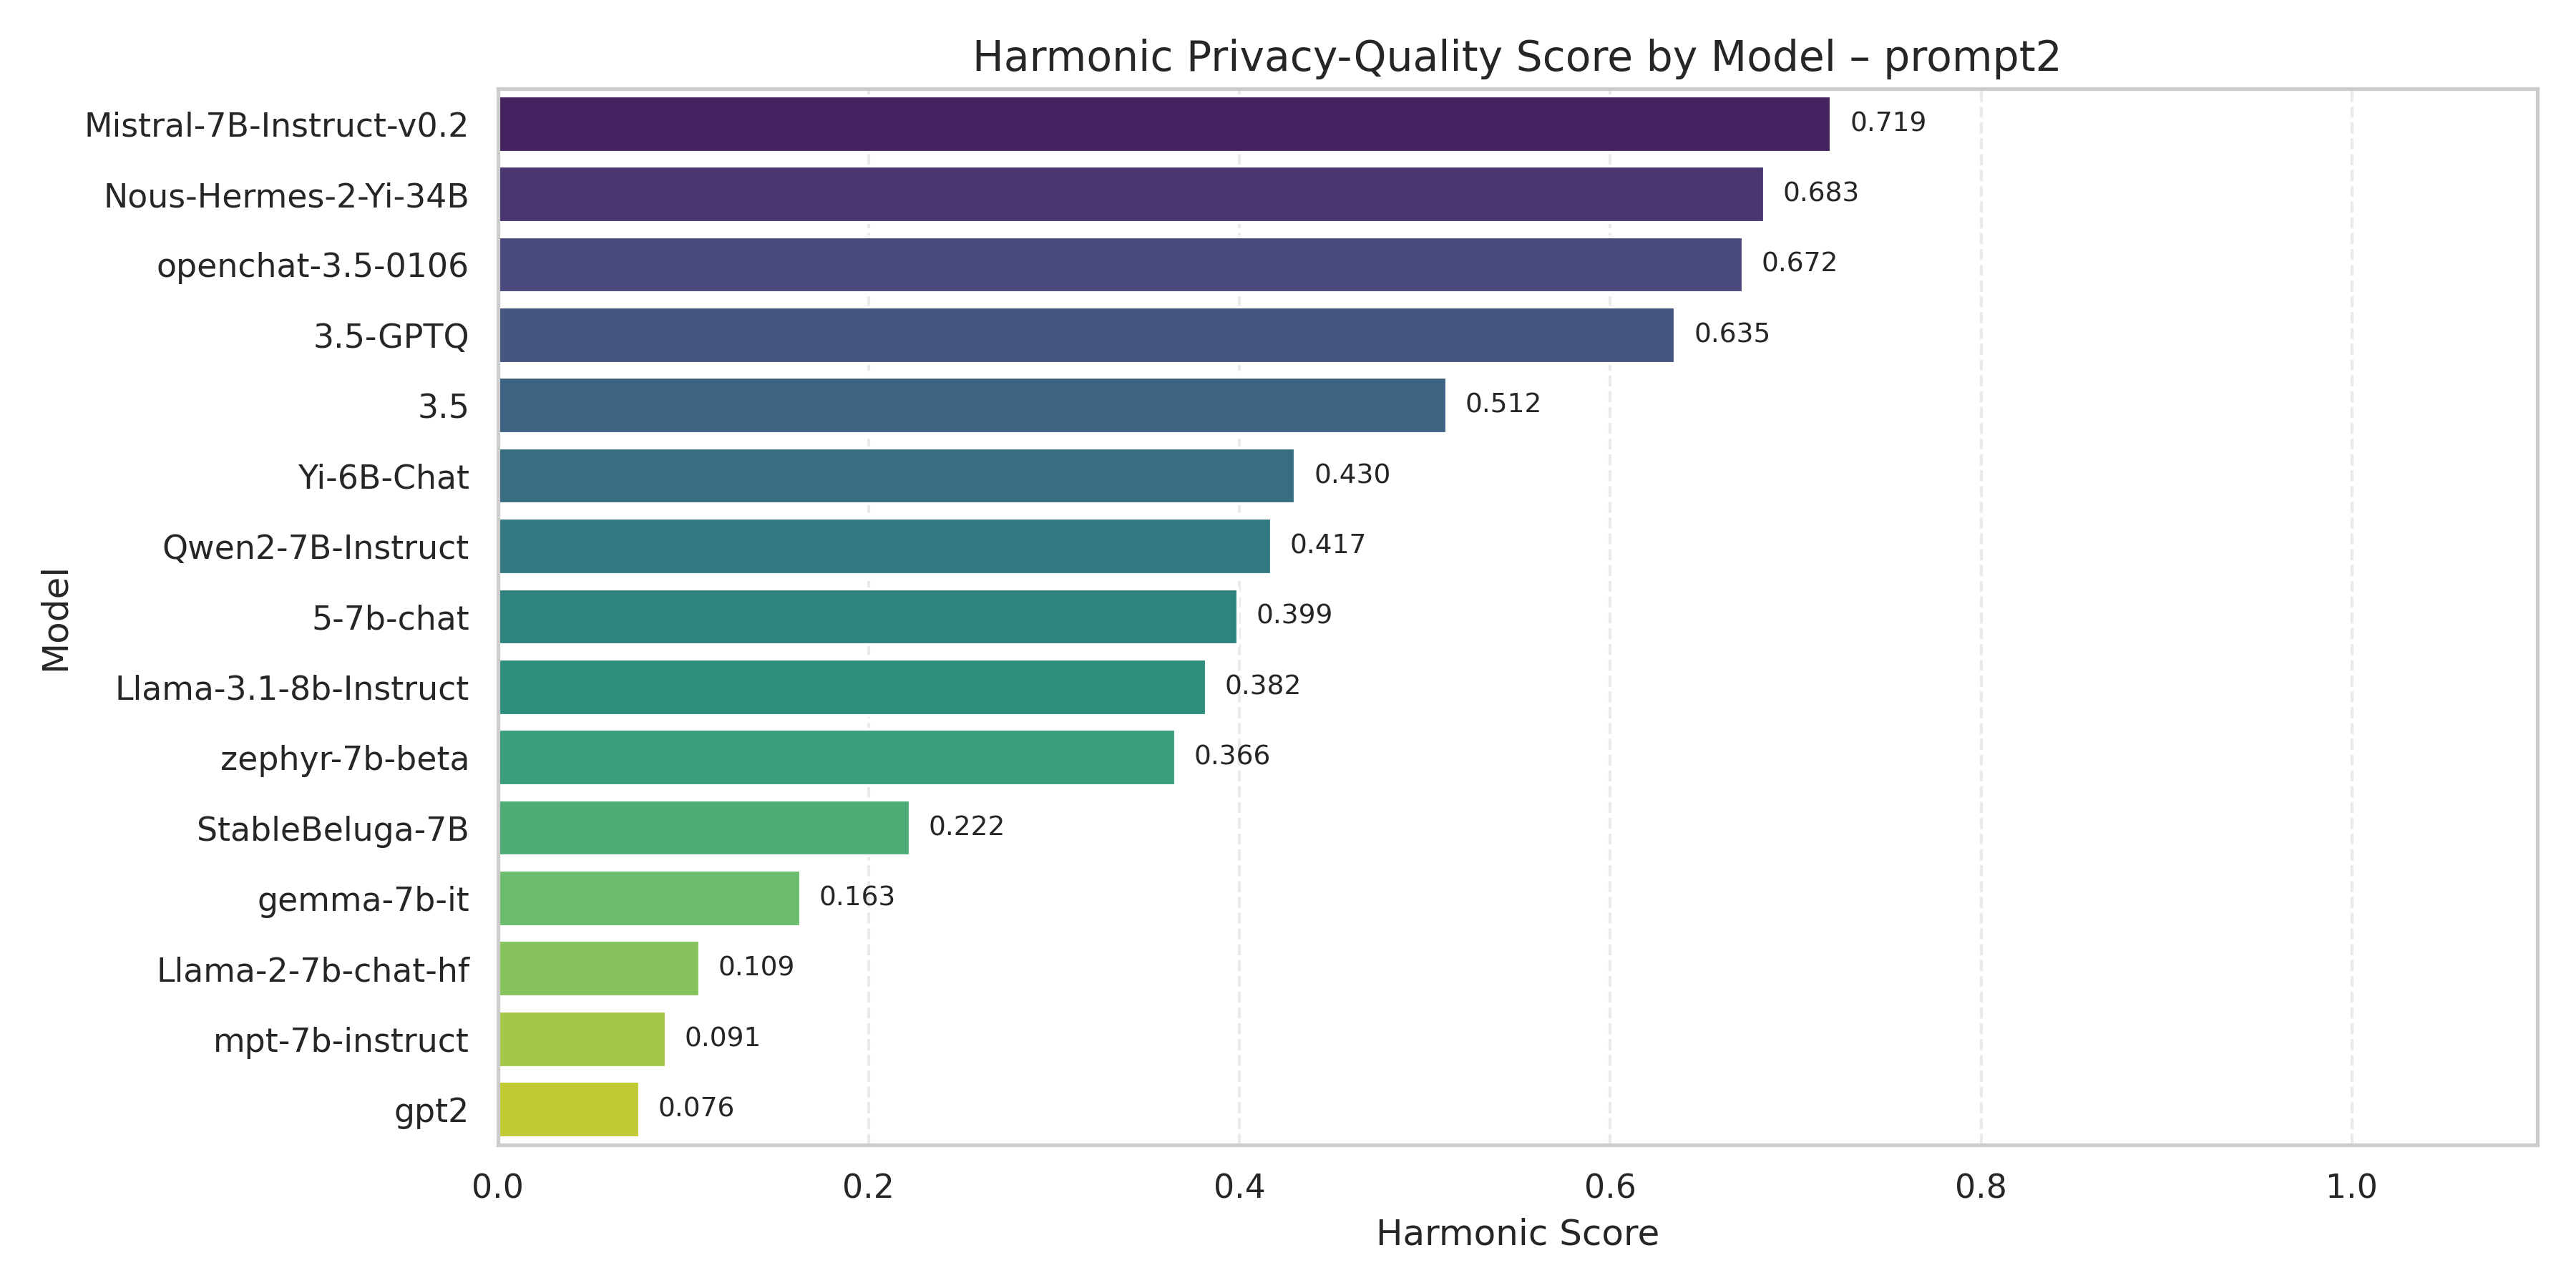 Harmonic Privacy-Quality Score by Model – prompt2
Mistral-7B-Instruct-v0.2 0.719
Nous-Hermes-2-Yi-34B 0.683
openchat-3.5-0106 0.672
3.5-GPTQ 0.635
3.5 0.512
Yi-6B-Chat 0.430
Qwen2-7B-Instruct 0.417
5-7b-chat 0.399
Llama-3.1-8b-Instruct 0.382
zephyr-7b-beta 0.366
StableBeluga-7B 0.222
gemma-7b-it 0.163
Llama-2-7b-chat-hf 0.109
mpt-7b-instruct 0.091
gpt2 0.076
Model
0.0 0.2 0.4 0.6 0.8 1.0
Harmonic Score